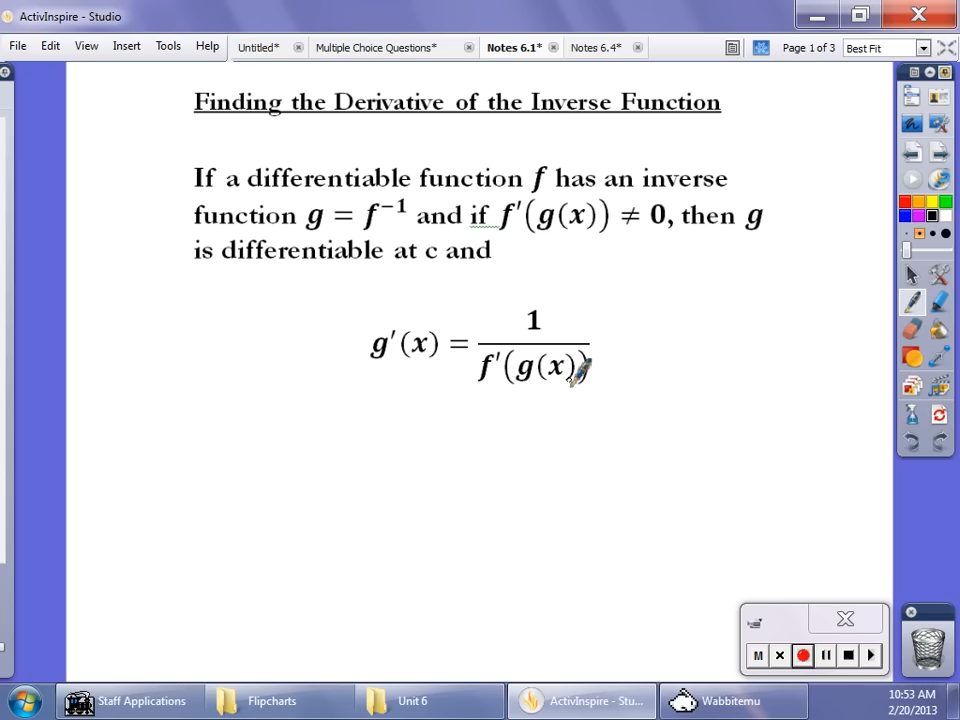 ActivInspire - Studio
File Edit View Insert Tools Help Untitled* Multiple Choice Questions* Notes 6.1* Notes 6.4* Page 1 of 3 Best Fit
Finding the Derivative of the Inverse Function
If a differentiable function f has an inverse
function g = f⁻¹ and if f′(g(x)) ≠ 0, then g
is differentiable at c and
g′(x) = 1 / f′(g(x))
M
Staff Applications Flipcharts Unit 6 ActivInspire - Stu... Wabbitemu
10:53 AM
2/20/2013